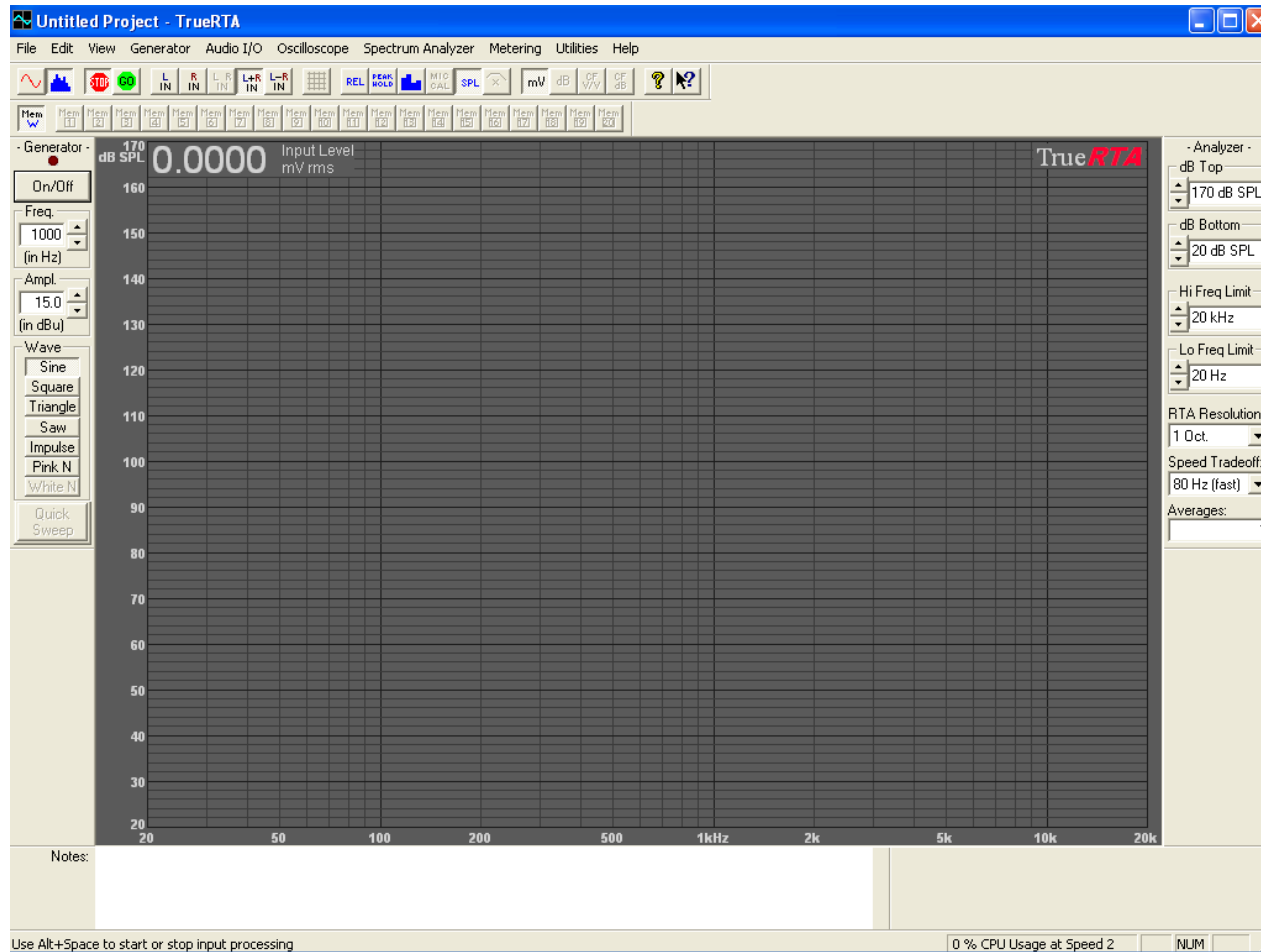 Untitled Project - TrueRTA
File Edit View Generator Audio I/O Oscilloscope Spectrum Analyzer Metering Utilities Help
STOP GO L IN R IN L R IN L+R IN L-R IN REL PEAK HOLD MIC CAL SPL mV dB CF V/V CF dB
Mem W Mem 1 Mem 2 Mem 3 Mem 4 Mem 5 Mem 6 Mem 7 Mem 8 Mem 9 Mem 10 Mem 11 Mem 12 Mem 13 Mem 14 Mem 15 Mem 16 Mem 17 Mem 18 Mem 19 Mem 20
- Generator -
On/Off
Freq.
1000
(in Hz)
Ampl.
15.0
(in dBu)
Wave
Sine
Square
Triangle
Saw
Impulse
Pink N
White N
Quick
Sweep
170
dB SPL
0.0000
Input Level
mV rms
TrueRTA
160
150
140
130
120
110
100
90
80
70
60
50
40
30
20
20 50 100 200 500 1kHz 2k 5k 10k 20k
- Analyzer -
dB Top
170 dB SPL
dB Bottom
20 dB SPL
Hi Freq Limit
20 kHz
Lo Freq Limit
20 Hz
RTA Resolution
1 Oct.
Speed Tradeoff:
80 Hz (fast)
Averages:
Notes:
Use Alt+Space to start or stop input processing
0 % CPU Usage at Speed 2
NUM